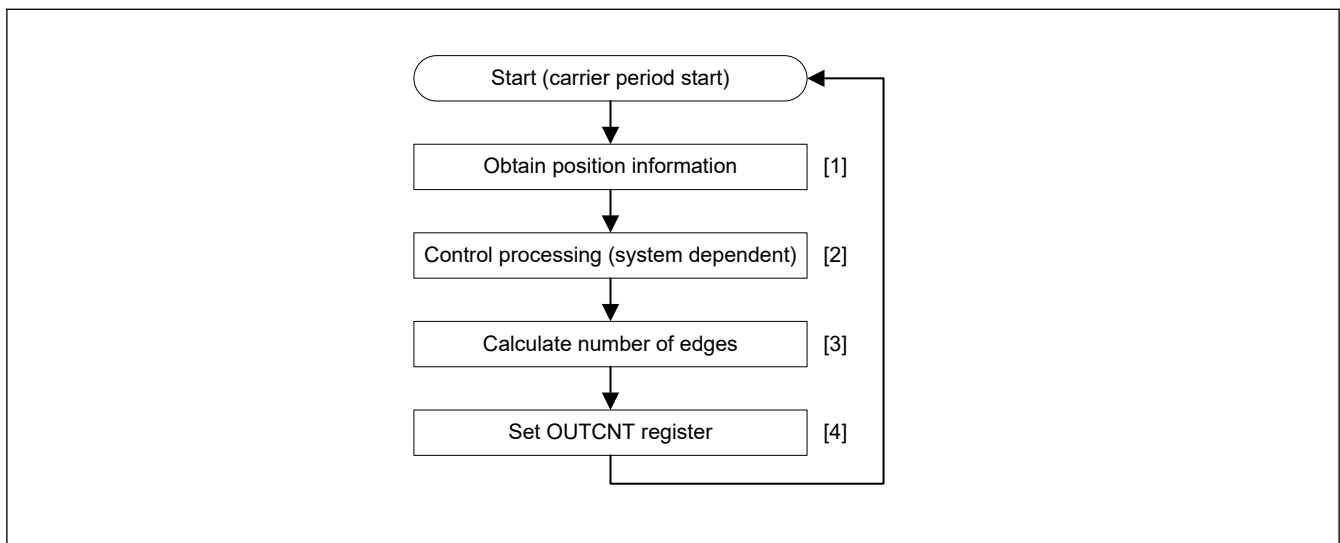 Start (carrier period start)
Obtain position information [1]
Control processing (system dependent) [2]
Calculate number of edges [3]
Set OUTCNT register [4]